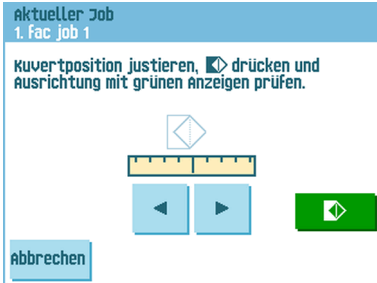 Aktueller Job
1. Fac job 1
Kuvertposition justieren, drücken und
Ausrichtung mit grünen Anzeigen prüfen.
Abbrechen